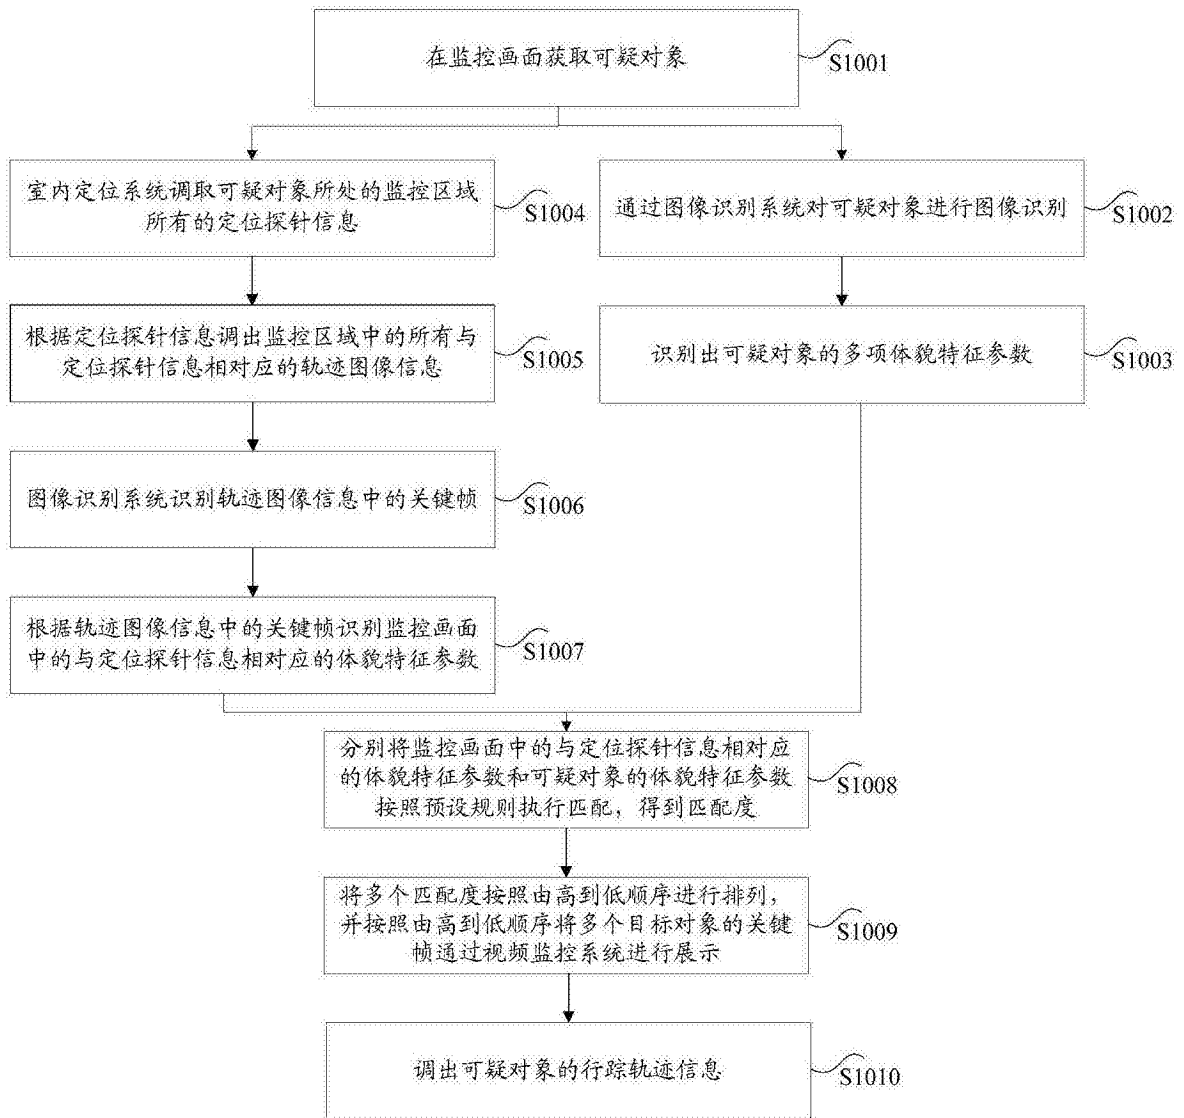 在监控画面获取可疑对象
S1001
室内定位系统调取可疑对象所处的监控区域
所有的定位探针信息
S1004
通过图像识别系统对可疑对象进行图像识别
S1002
根据定位探针信息调出监控区域中的所有与
定位探针信息相对应的轨迹图像信息
S1005
识别出可疑对象的多项体貌特征参数
S1003
图像识别系统识别轨迹图像信息中的关键帧
S1006
根据轨迹图像信息中的关键帧识别监控画面
中的与定位探针信息相对应的体貌特征参数
S1007
分别将监控画面中的与定位探针信息相对应
的体貌特征参数和可疑对象的体貌特征参数
按照预设规则执行匹配，得到匹配度
S1008
将多个匹配度按照由高到低顺序进行排列，
并按照由高到低顺序将多个目标对象的关键
帧通过视频监控系统进行展示
S1009
调出可疑对象的行踪轨迹信息
S1010